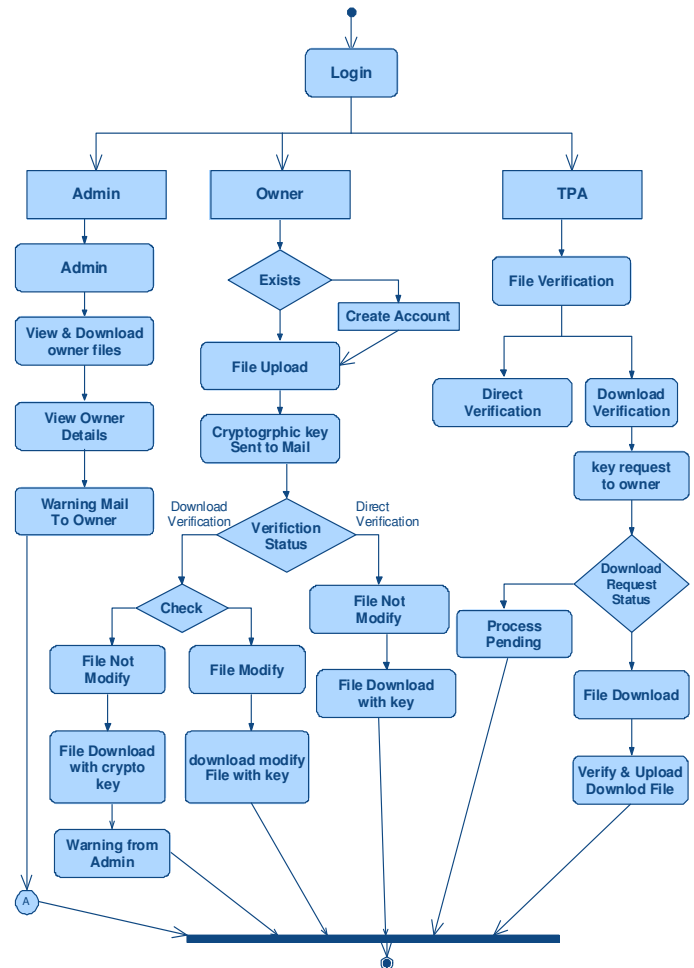 Login
Admin
Owner
TPA
Admin
Exists
File Verification
Create Account
View & Download
owner files
File Upload
Direct
Verification
Download
Verification
View Owner
Details
Cryptogrphic key
Sent to Mail
key request
to owner
Warning Mail
To Owner
Download
Verification
Verifiction
Status
Direct
Verification
Download
Request
Status
Check
File Not
Modify
Process
Pending
File Not
Modify
File Modify
File Download
with key
File Download
File Download
with crypto
key
download modify
File with key
Verify & Upload
Downlod File
Warning from
Admin
A